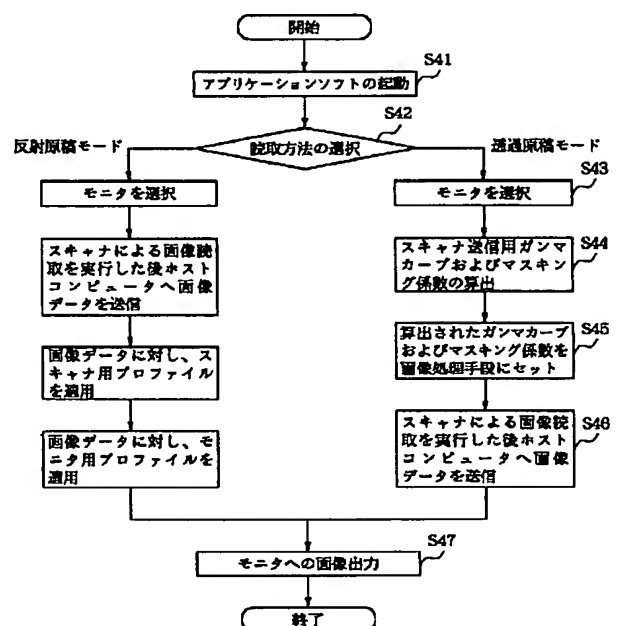 開始
S41
アプリケーションソフトの起動
S42
反射原稿モード
読取方法の選択
透過原稿モード
モニタを選択
スキャナによる画像読
取を実行した後ホスト
コンピュータへ画像
データを送信
画像データに対し、ス
キャナ用プロファイル
を適用
画像データに対し、モ
ニタ用プロファイルを
適用
S43
モニタを選択
S44
スキャナ送信用ガンマ
カーブおよびマスキン
グ係数の算出
S45
算出されたガンマカーブ
およびマスキング係数を
画像処理手段にセット
S46
スキャナによる画像読
取を実行した後ホスト
コンピュータへ画像
データを送信
S47
モニタへの画像出力
終了